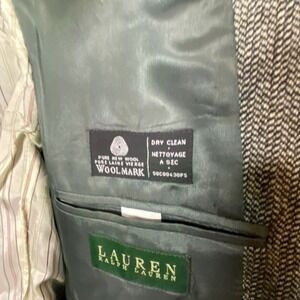 PURE NEW WOOL
PURE LAINE VIERGE
WOOLMARK
DRY CLEAN
NETTOYAGE
A SEC
LAUREN
RALPH LAUREN